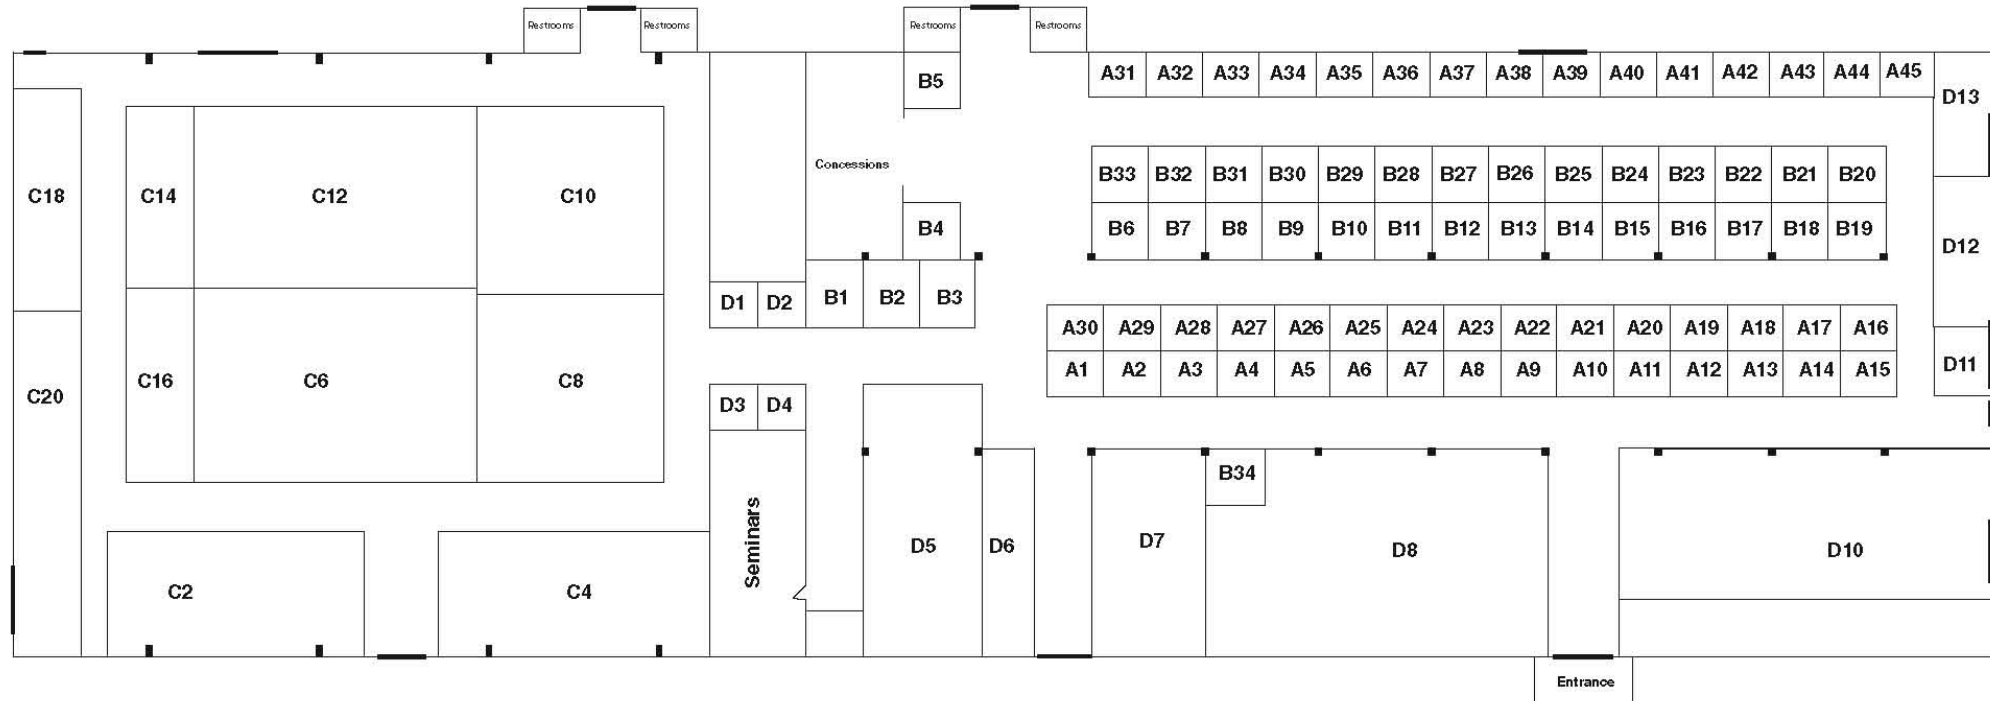 Restrooms Restrooms Restrooms Restrooms
A31 A32 A33 A34 A35 A36 A37 A38 A39 A40 A41 A42 A43 A44 A45
B5 D13
Concessions
B33 B32 B31 B30 B29 B28 B27 B26 B25 B24 B23 B22 B21 B20
C18 C14 C12 C10
B4 B6 B7 B8 B9 B10 B11 B12 B13 B14 B15 B16 B17 B18 B19
D12
D1 D2 B1 B2 B3
A30 A29 A28 A27 A26 A25 A24 A23 A22 A21 A20 A19 A18 A17 A16
A1 A2 A3 A4 A5 A6 A7 A8 A9 A10 A11 A12 A13 A14 A15
D11
C20 C16 C6 C8
D3 D4
B34
Seminars
D5 D6 D7 D8 D10
C2 C4
Entrance